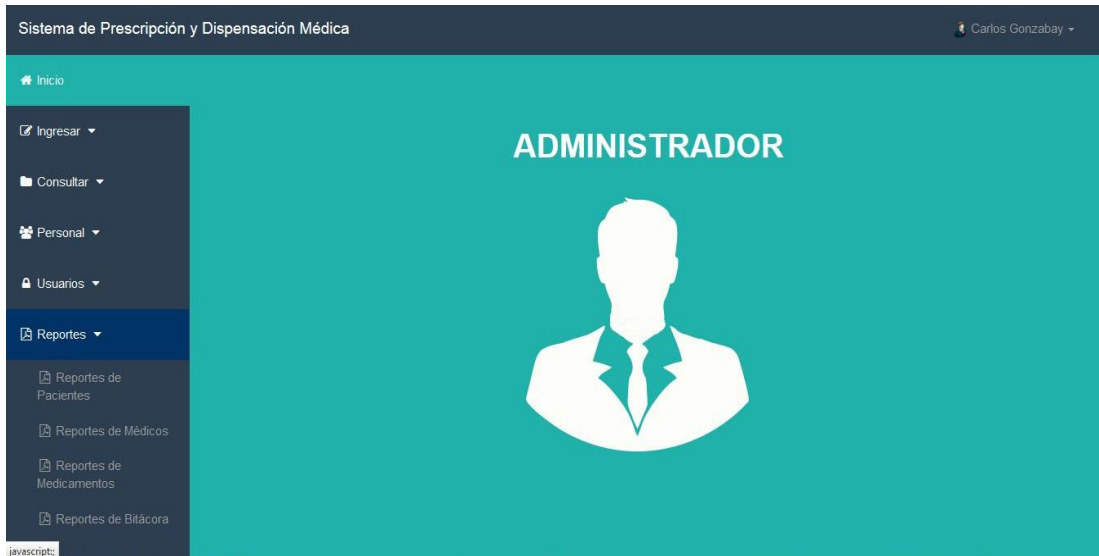 Sistema de Prescripción y Dispensación Médica
Carlos Gonzabay
Inicio
Ingresar
Consultar
Personal
Usuarios
Reportes
Reportes de
Pacientes
Reportes de Médicos
Reportes de
Medicamentos
Reportes de Bitácora
javascript:;
ADMINISTRADOR